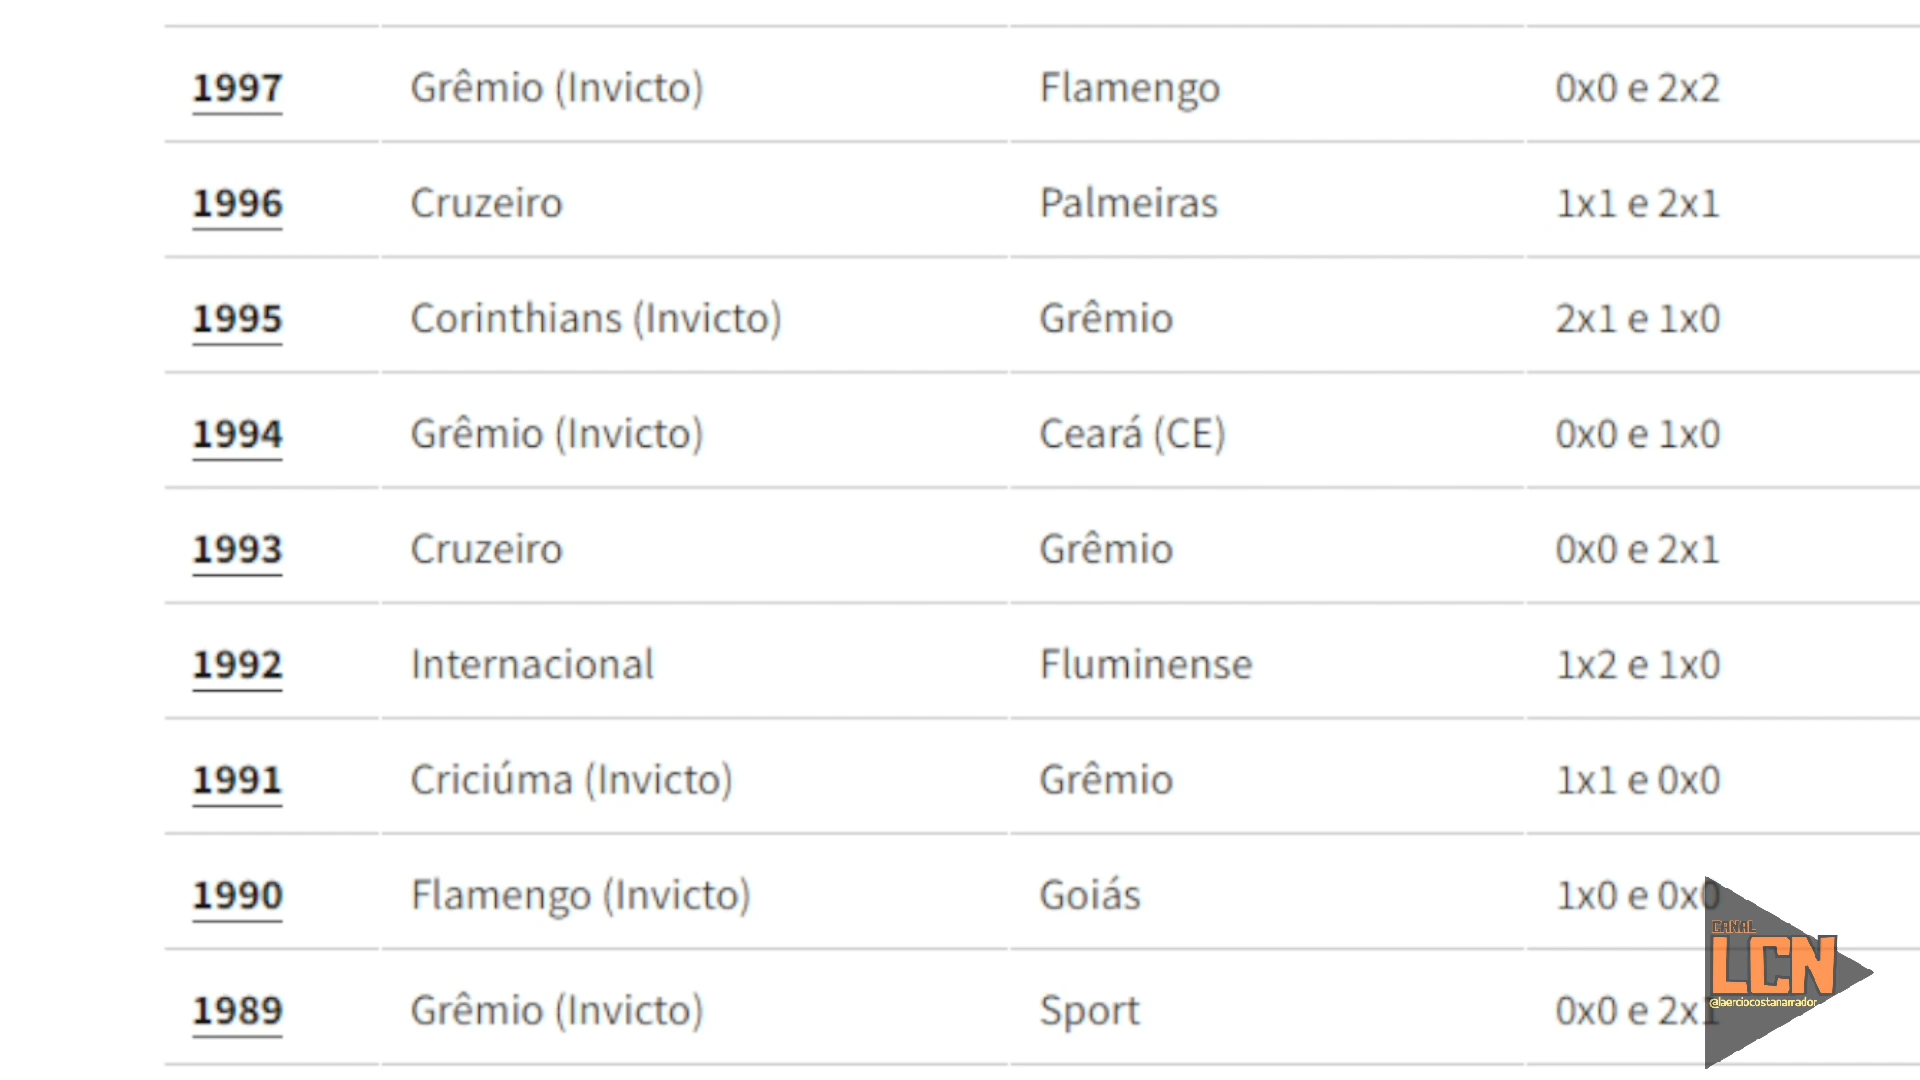 1997 Grêmio (Invicto) Flamengo 0x0 e 2x2
1996 Cruzeiro Palmeiras 1x1 e 2x1
1995 Corinthians (Invicto) Grêmio 2x1 e 1x0
1994 Grêmio (Invicto) Ceará (CE) 0x0 e 1x0
1993 Cruzeiro Grêmio 0x0 e 2x1
1992 Internacional Fluminense 1x2 e 1x0
1991 Criciúma (Invicto) Grêmio 1x1 e 0x0
1990 Flamengo (Invicto) Goiás 1x0 e 0x0
1989 Grêmio (Invicto) Sport 0x0 e 2x1
CANAL
LCN
@laerciocostanarrador